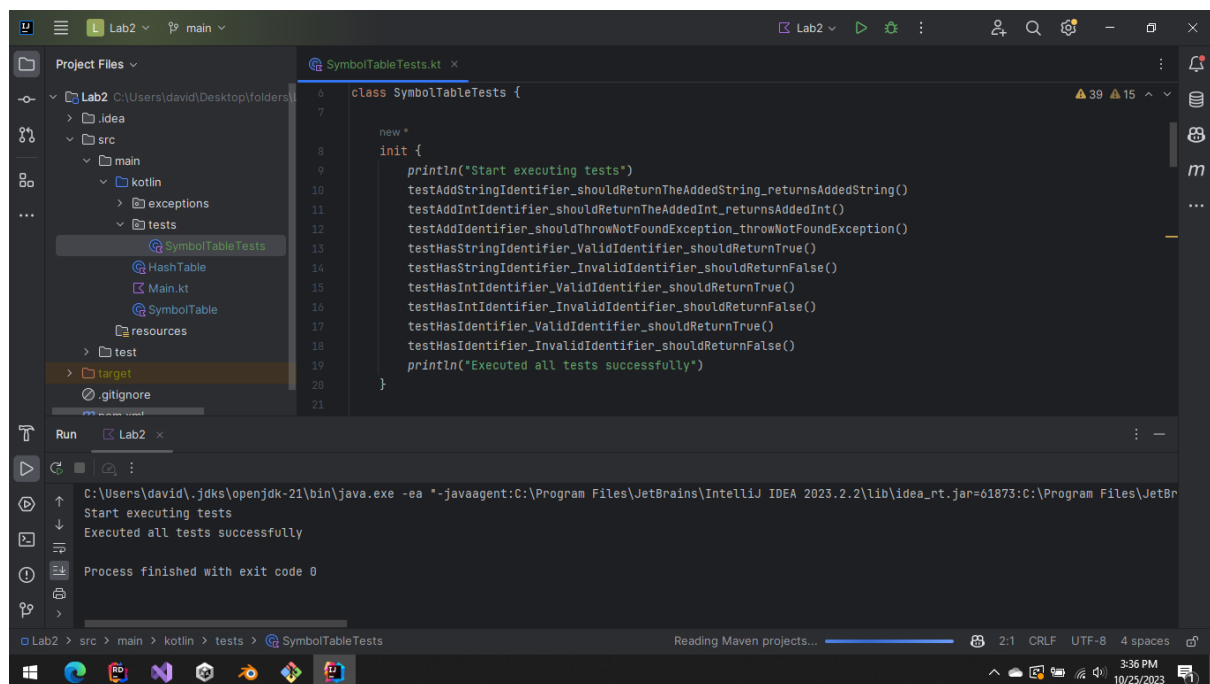 L Lab2 main Lab2
Project Files
SymbolTableTests.kt
Lab2 C:\Users\david\Desktop\folders\
.idea
src
main
kotlin
exceptions
tests
SymbolTableTests
HashTable
Main.kt
SymbolTable
resources
test
target
.gitignore
pom.xml
39 15
6 class SymbolTableTests {
7
new *
8 init {
9 println("Start executing tests")
10 testAddStringIdentifier_shouldReturnTheAddedString_returnsAddedString()
11 testAddIntIdentifier_shouldReturnTheAddedInt_returnsAddedInt()
12 testAddIdentifier_shouldThrowNotFoundException_throwNotFoundException()
13 testHasStringIdentifier_ValidIdentifier_shouldReturnTrue()
14 testHasStringIdentifier_InvalidIdentifier_shouldReturnFalse()
15 testHasIntIdentifier_ValidIdentifier_shouldReturnTrue()
16 testHasIntIdentifier_InvalidIdentifier_shouldReturnFalse()
17 testHasIdentifier_ValidIdentifier_shouldReturnTrue()
18 testHasIdentifier_InvalidIdentifier_shouldReturnFalse()
19 println("Executed all tests successfully")
20 }
21
Run Lab2
C:\Users\david\.jdks\openjdk-21\bin\java.exe -ea "-javaagent:C:\Program Files\JetBrains\IntelliJ IDEA 2023.2.2\lib\idea_rt.jar=61873:C:\Program Files\JetBr
Start executing tests
Executed all tests successfully
Process finished with exit code 0
Lab2 > src > main > kotlin > tests > SymbolTableTests Reading Maven projects... 2:1 CRLF UTF-8 4 spaces
3:36 PM
10/25/2023